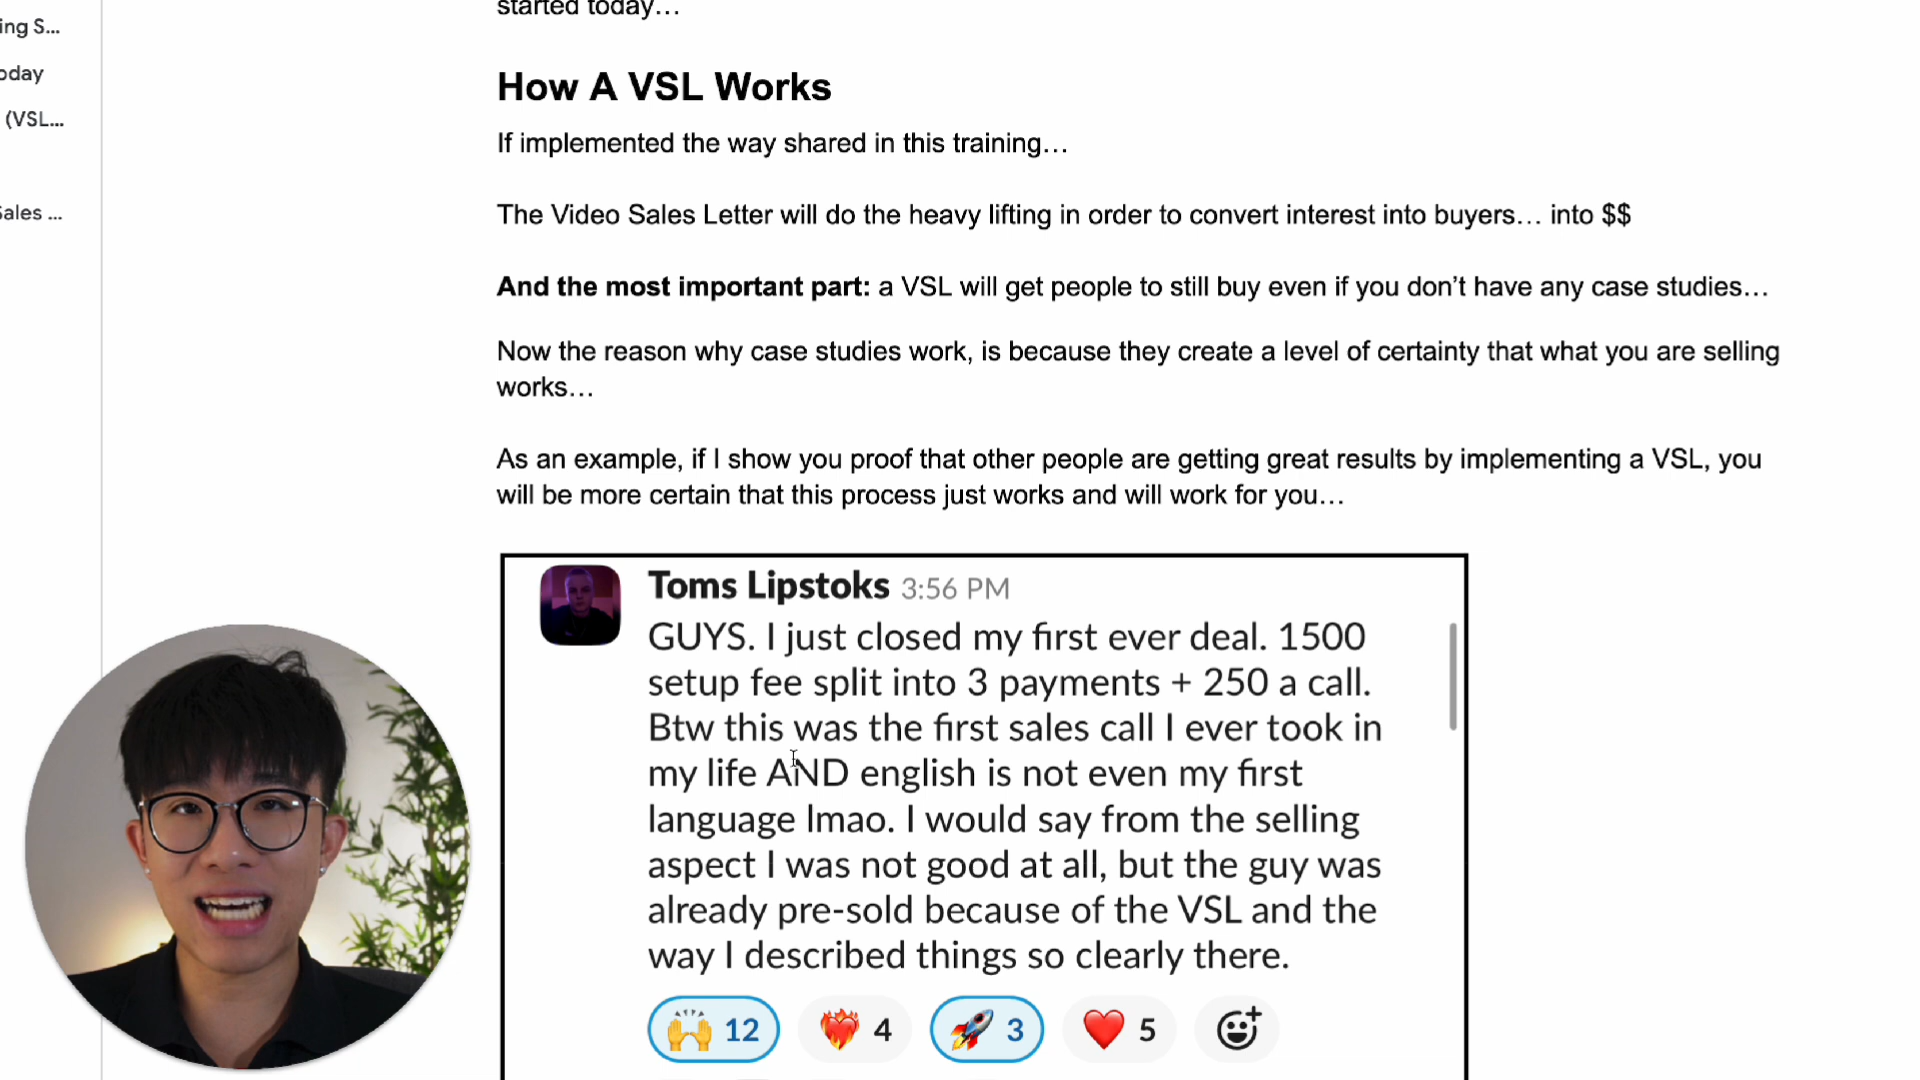 started today…
ing S...
How A VSL Works
oday
(VSL...
If implemented the way shared in this training…
Sales ...
The Video Sales Letter will do the heavy lifting in order to convert interest into buyers… into $$
And the most important part: a VSL will get people to still buy even if you don’t have any case studies…
Now the reason why case studies work, is because they create a level of certainty that what you are selling
works…
As an example, if I show you proof that other people are getting great results by implementing a VSL, you
will be more certain that this process just works and will work for you…
Toms Lipstoks 3:56 PM
GUYS. I just closed my first ever deal. 1500
setup fee split into 3 payments + 250 a call.
Btw this was the first sales call I ever took in
my life AND english is not even my first
language lmao. I would say from the selling
aspect I was not good at all, but the guy was
already pre-sold because of the VSL and the
way I described things so clearly there.
12 4 3 5